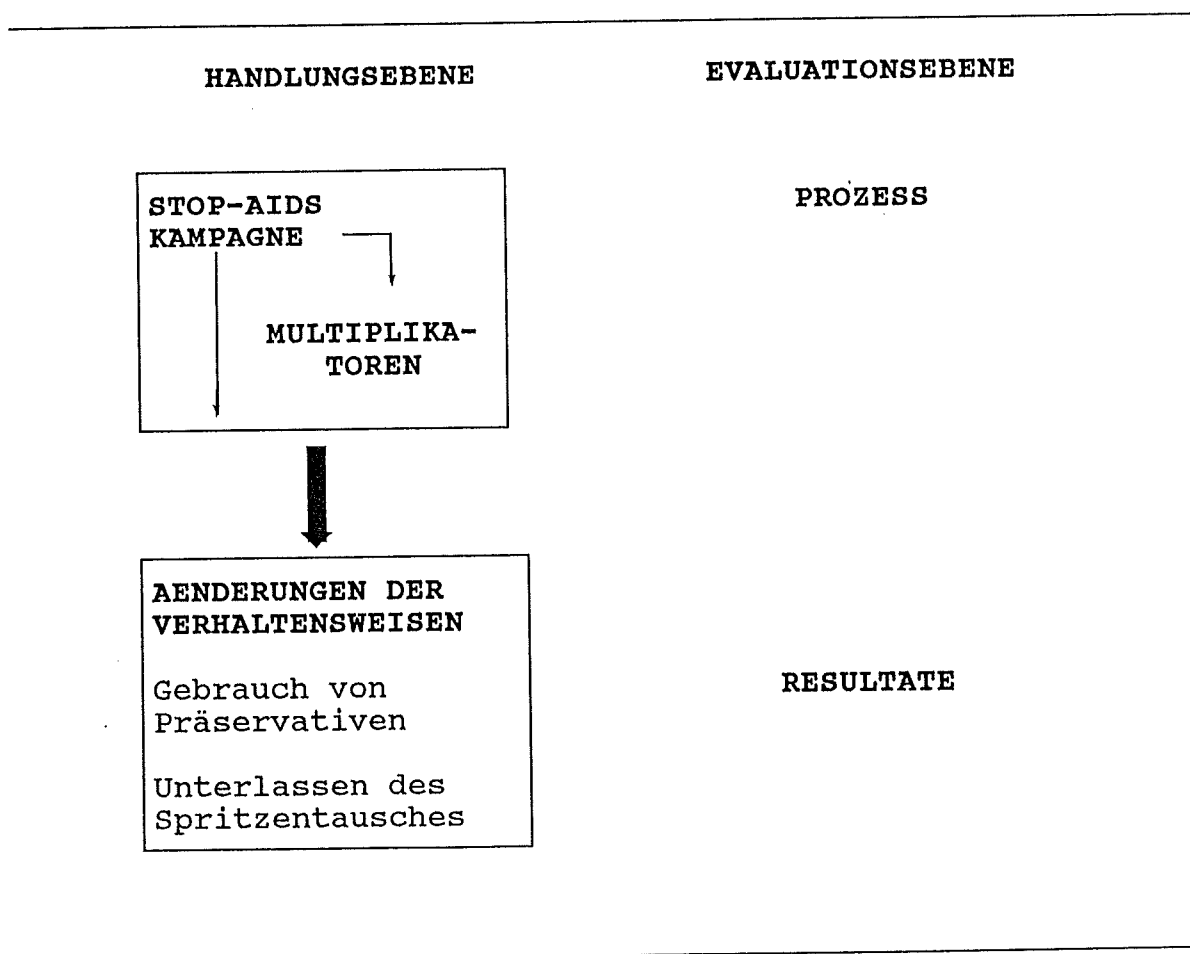 HANDLUNGSEBENE
EVALUATIONSEBENE
STOP-AIDS
KAMPAGNE
PROZESS
MULTIPLIKA-
TOREN
AENDERUNGEN DER
VERHALTENSWEISEN
Gebrauch von
Präservativen
RESULTATE
Unterlassen des
Spritzentausches